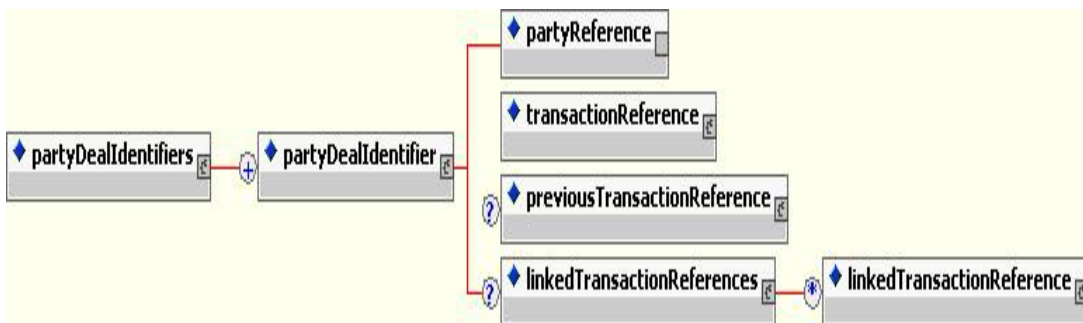 partyReference
transactionReference
partyDealIdentifiers
+
partyDealIdentifier
?
previousTransactionReference
?
linkedTransactionReferences
*
linkedTransactionReference